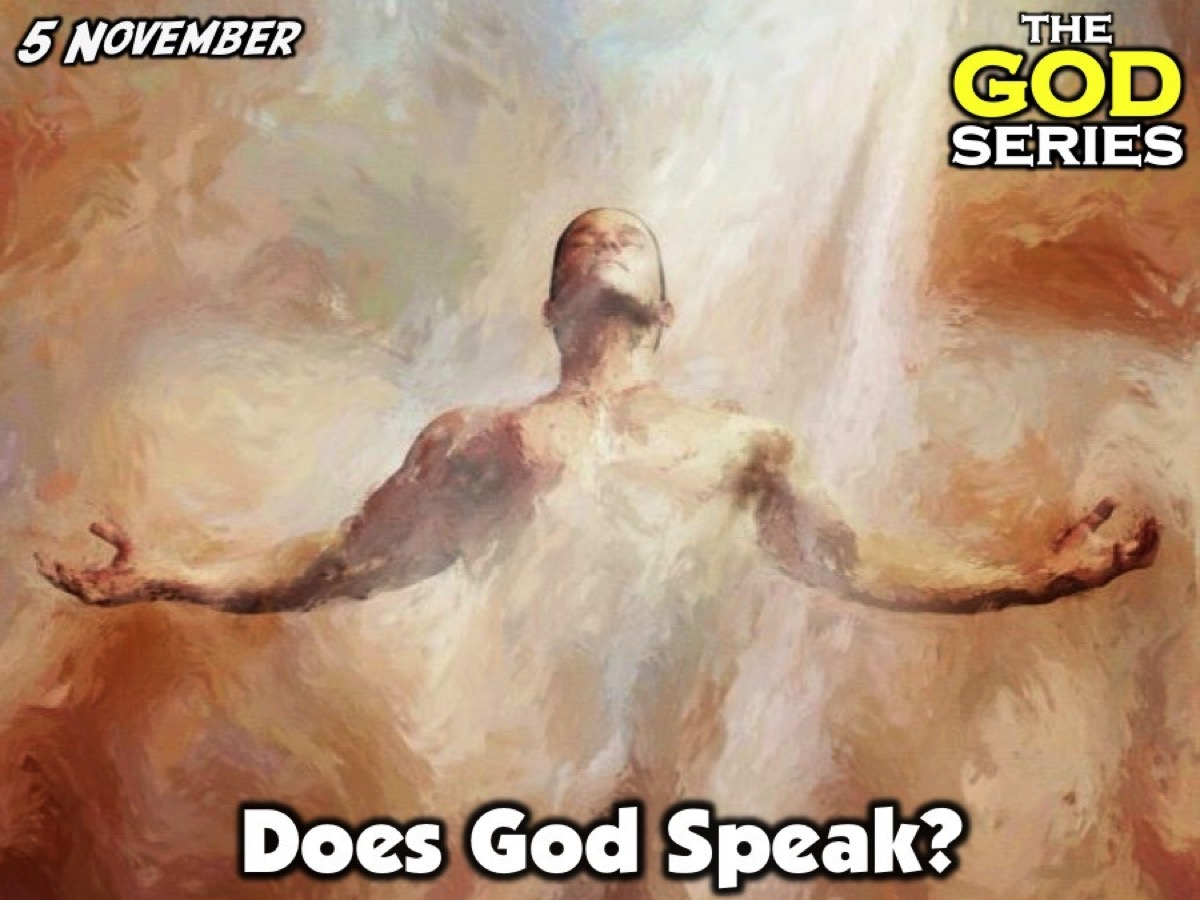 5 November
THE
GOD
SERIES
Does God Speak?